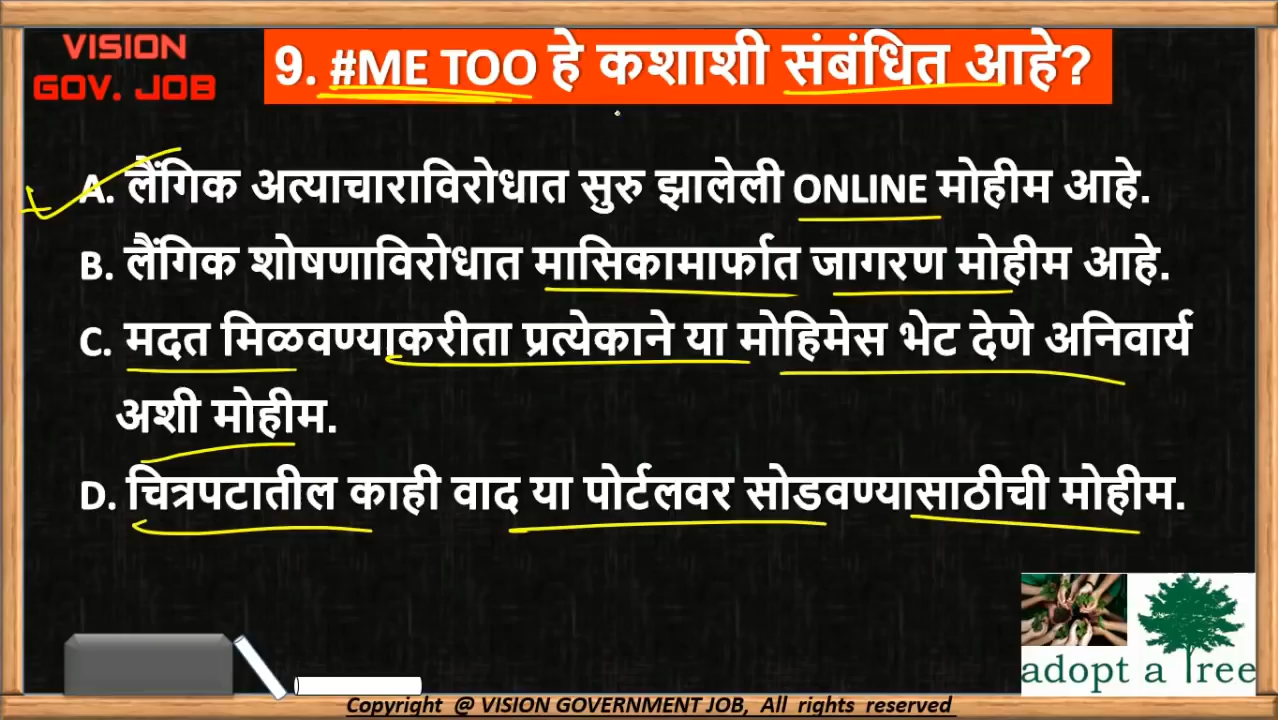 VISION
GOV. JOB
9. #ME TOO हे कशाशी संबंधित आहे?
A. लैंगिक अत्याचाराविरोधात सुरु झालेली ONLINE मोहीम आहे.
B. लैंगिक शोषणाविरोधात मासिकामार्फात जागरण मोहीम आहे.
C. मदत मिळवण्याकरीता प्रत्येकाने या मोहिमेस भेट देणे अनिवार्य
अशी मोहीम.
D. चित्रपटातील काही वाद या पोर्टलवर सोडवण्यासाठीची मोहीम.
adopt a Tree
Copyright @ VISION GOVERNMENT JOB, All rights reserved